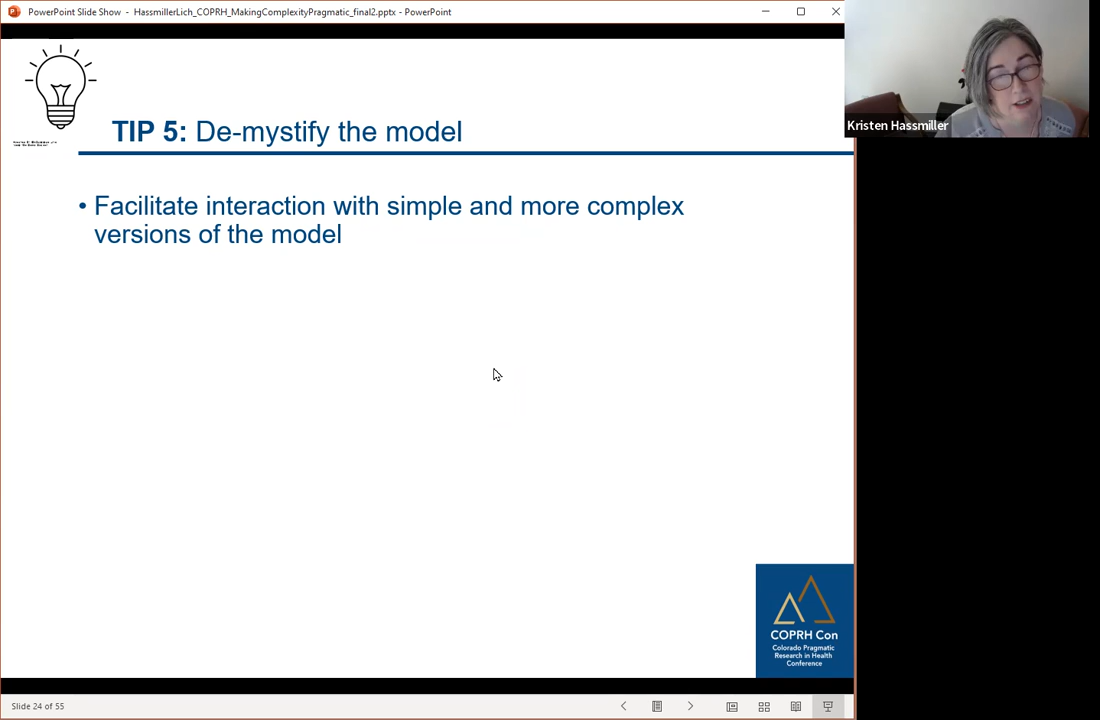 PowerPoint Slide Show - HassmillerLich_COPRH_MakingComplexityPragmatic_final2.pptx - PowerPoint
Kristen Hassmiller
TIP 5: De-mystify the model
• Facilitate interaction with simple and more complex
versions of the model
COPRH Con
Colorado Pragmatic
Research in Health
Conference
Slide 24 of 55